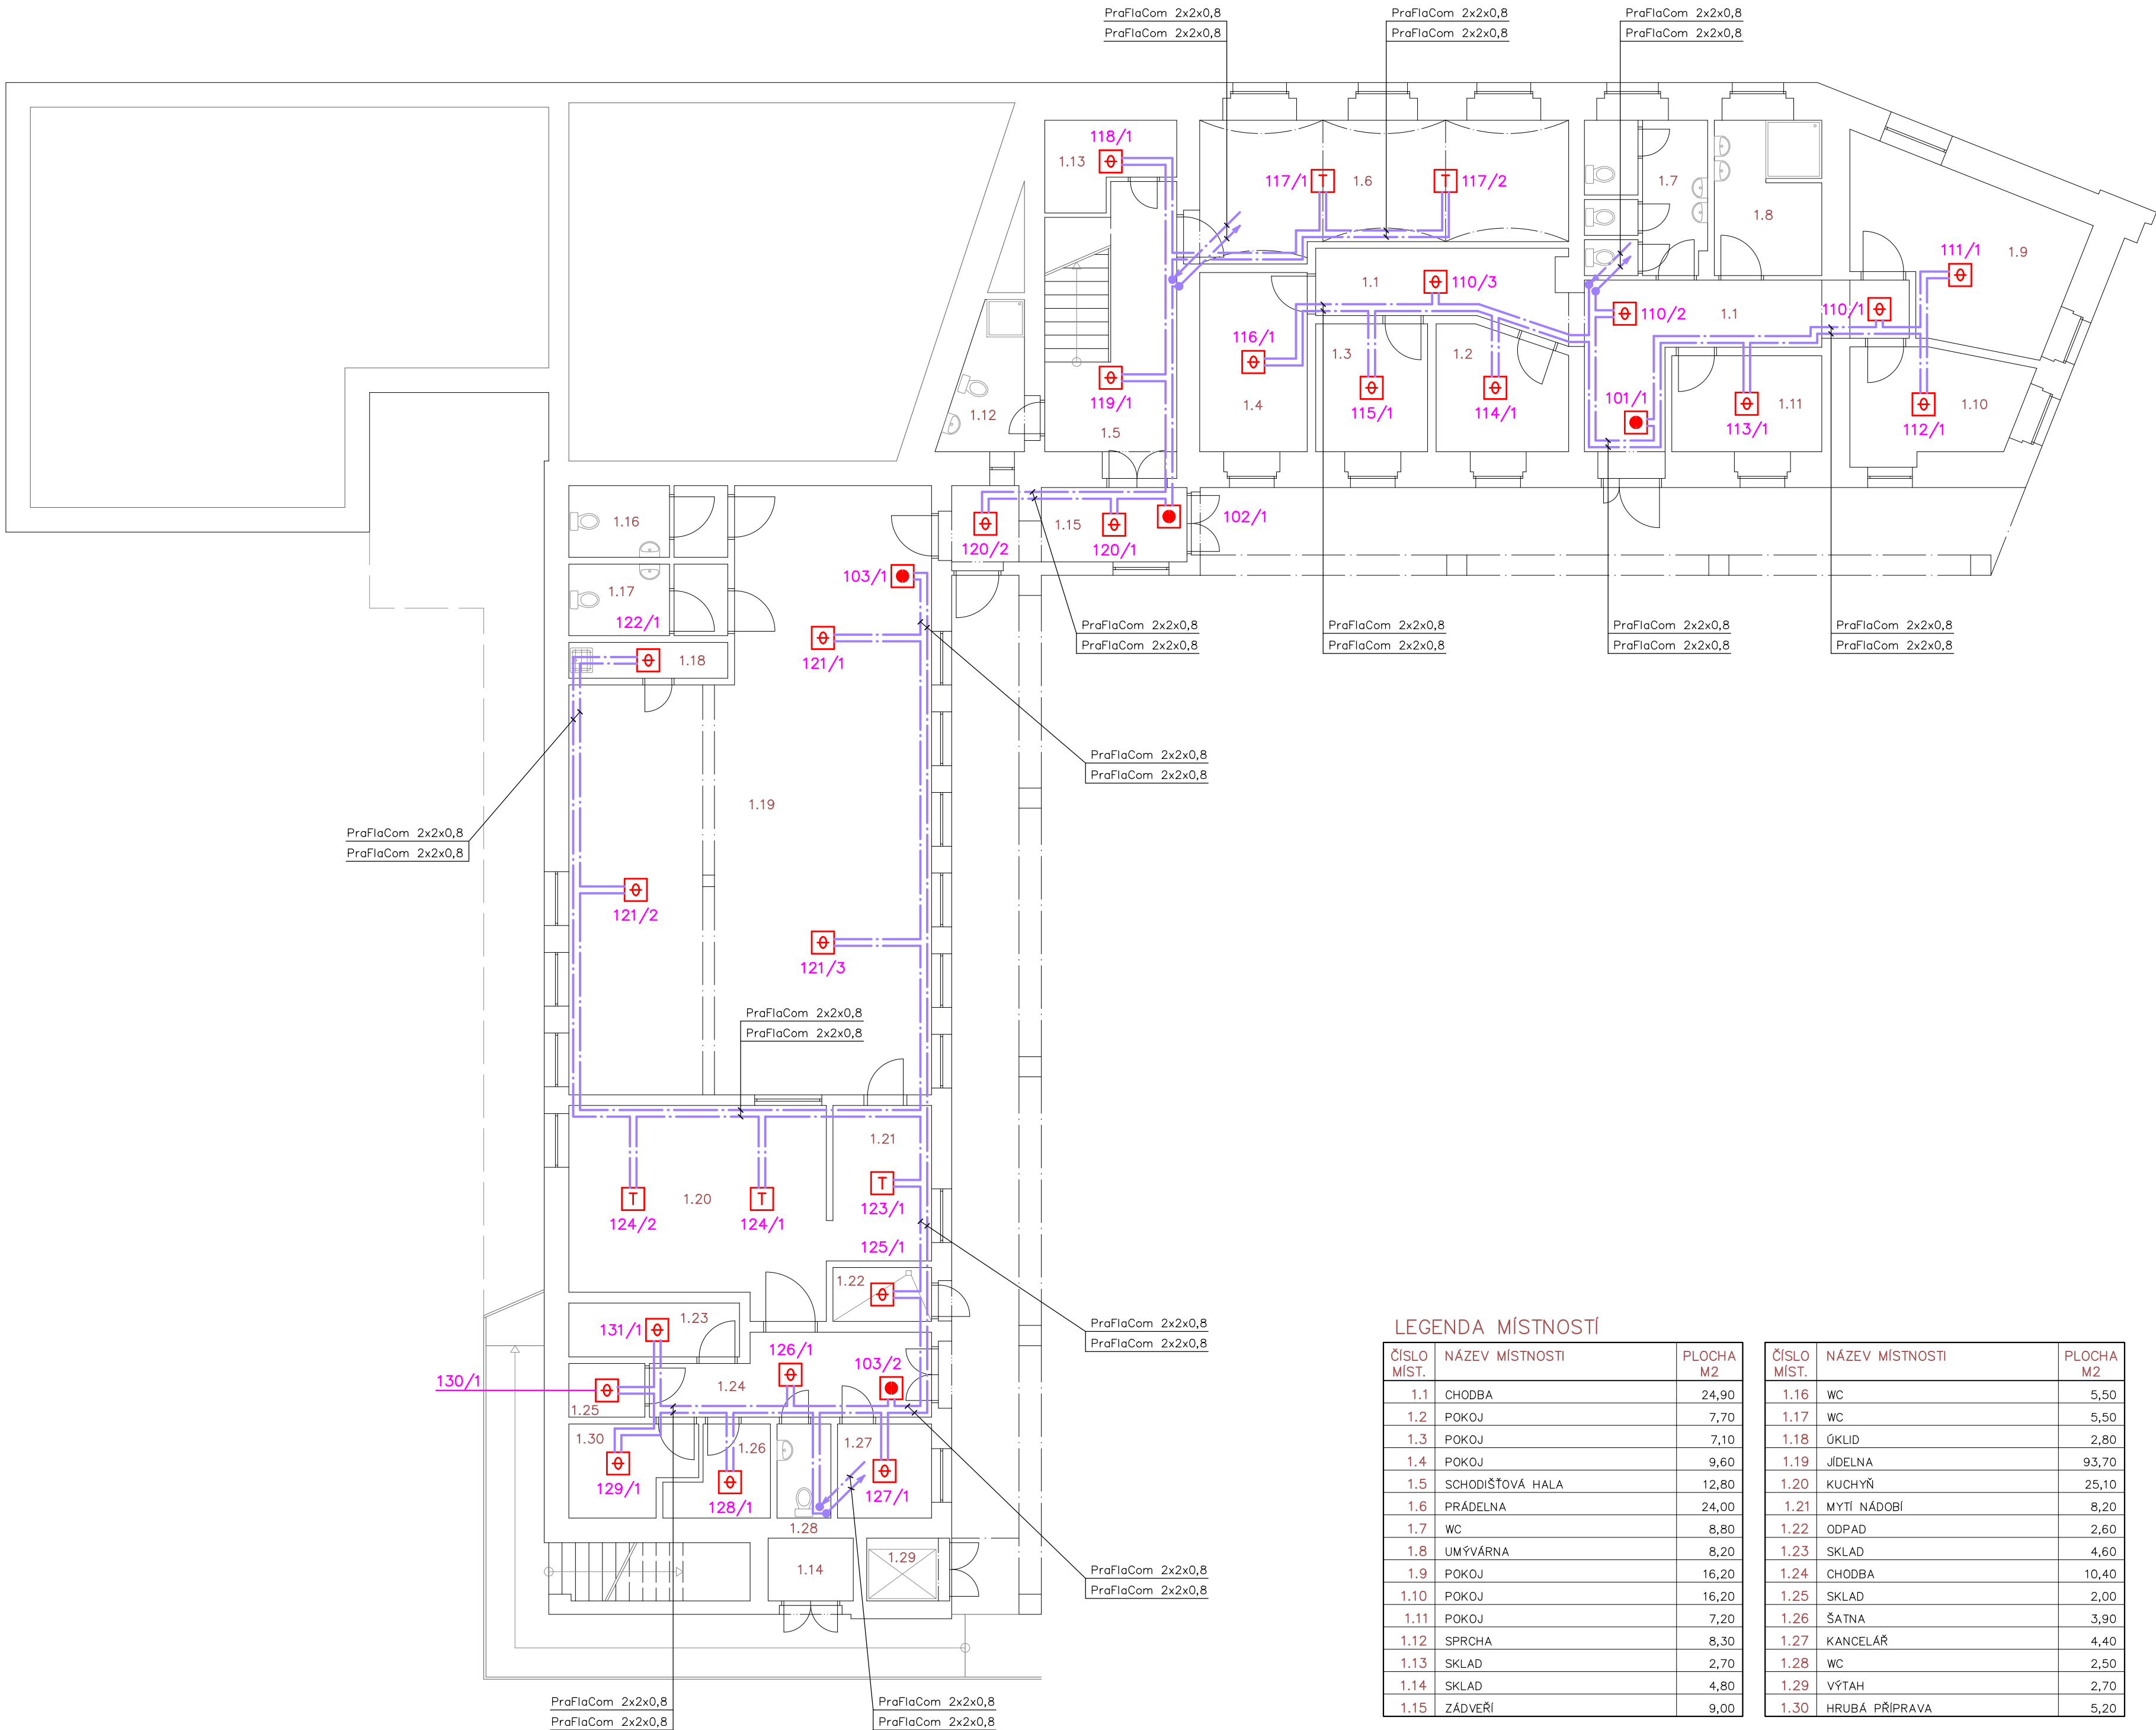 PraFlaCom 2x2x0,8
PraFlaCom 2x2x0,8
PraFlaCom 2x2x0,8
PraFlaCom 2x2x0,8
PraFlaCom 2x2x0,8
PraFlaCom 2x2x0,8
118/1
1.13
117/1
T
1.6
T
117/2
1.7
1.8
1.9
111/1
1.1
110/3
110/2
1.1
110/1
116/1
1.3
1.2
119/1
1.12
1.5
1.4
115/1
114/1
101/1
113/1
1.11
112/1
1.10
1.16
120/2
1.15
120/1
102/1
103/1
1.17
122/1
121/1
1.18
PraFlaCom 2x2x0,8
PraFlaCom 2x2x0,8
PraFlaCom 2x2x0,8
PraFlaCom 2x2x0,8
PraFlaCom 2x2x0,8
PraFlaCom 2x2x0,8
PraFlaCom 2x2x0,8
PraFlaCom 2x2x0,8
PraFlaCom 2x2x0,8
PraFlaCom 2x2x0,8
1.19
PraFlaCom 2x2x0,8
PraFlaCom 2x2x0,8
121/2
121/3
PraFlaCom 2x2x0,8
PraFlaCom 2x2x0,8
1.21
T
124/2
1.20
T
124/1
T
123/1
125/1
1.22
PraFlaCom 2x2x0,8
PraFlaCom 2x2x0,8
131/1
1.23
126/1
103/2
130/1
1.24
1.25
1.30
1.26
1.27
129/1
128/1
127/1
1.28
1.14
1.29
PraFlaCom 2x2x0,8
PraFlaCom 2x2x0,8
PraFlaCom 2x2x0,8
PraFlaCom 2x2x0,8
PraFlaCom 2x2x0,8
PraFlaCom 2x2x0,8
LEGENDA MÍSTNOSTÍ
ČÍSLO MÍST. NÁZEV MÍSTNOSTI PLOCHA M2
1.1 CHODBA 24,90
1.2 POKOJ 7,70
1.3 POKOJ 7,10
1.4 POKOJ 9,60
1.5 SCHODIŠŤOVÁ HALA 12,80
1.6 PRÁDELNA 24,00
1.7 WC 8,80
1.8 UMÝVÁRNA 8,20
1.9 POKOJ 16,20
1.10 POKOJ 16,20
1.11 POKOJ 7,20
1.12 SPRCHA 8,30
1.13 SKLAD 2,70
1.14 SKLAD 4,80
1.15 ZÁDVEŘÍ 9,00
ČÍSLO MÍST. NÁZEV MÍSTNOSTI PLOCHA M2
1.16 WC 5,50
1.17 WC 5,50
1.18 ÚKLID 2,80
1.19 JÍDELNA 93,70
1.20 KUCHYŇ 25,10
1.21 MYTÍ NÁDOBÍ 8,20
1.22 ODPAD 2,60
1.23 SKLAD 4,60
1.24 CHODBA 10,40
1.25 SKLAD 2,00
1.26 ŠATNA 3,90
1.27 KANCELÁŘ 4,40
1.28 WC 2,50
1.29 VÝTAH 2,70
1.30 HRUBÁ PŘÍPRAVA 5,20